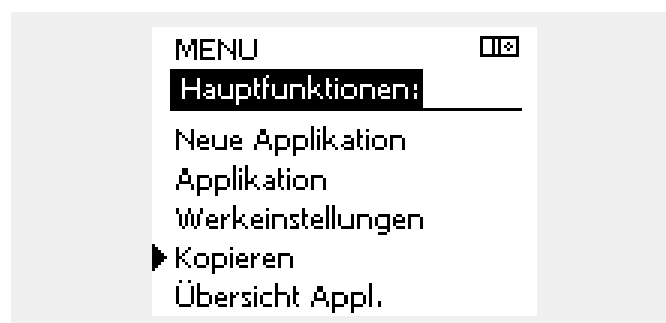 MENU
Hauptfunktionen:
Neue Applikation
Applikation
Werkeinstellungen
Kopieren
Übersicht Appl.